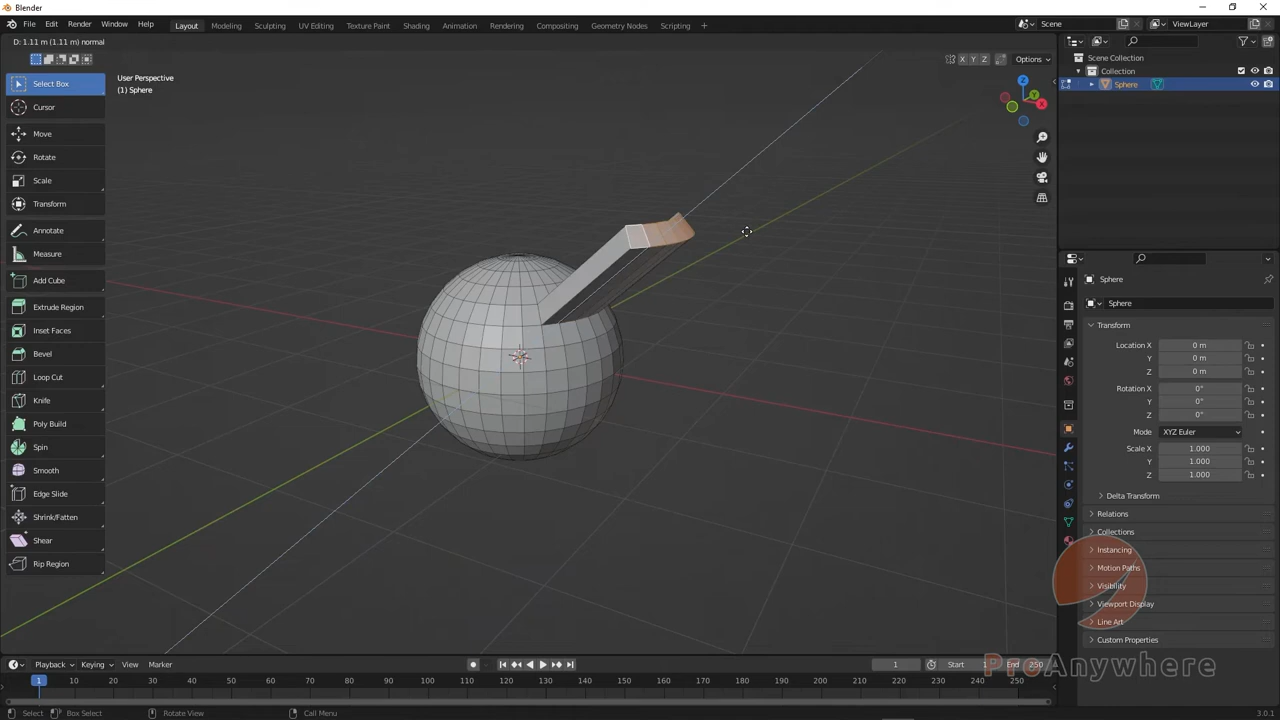 Blender
File Edit Render Window Help Layout Modeling Sculpting UV Editing Texture Paint Shading Animation Rendering Compositing Geometry Nodes Scripting + Scene ViewLayer
D: 1.11 m (1.11 m) normal
X Y Z Options
User Perspective
(1) Sphere
Select Box
Cursor
Move
Rotate
Scale
Transform
Annotate
Measure
Add Cube
Extrude Region
Inset Faces
Bevel
Loop Cut
Knife
Poly Build
Spin
Smooth
Edge Slide
Shrink/Fatten
Shear
Rip Region
Z
Y
X
Scene Collection
Collection
Sphere
Sphere
Sphere
Transform
Location X 0 m
Y 0 m
Z 0 m
Rotation X 0°
Y 0°
Z 0°
Mode XYZ Euler
Scale X 1.000
Y 1.000
Z 1.000
Delta Transform
Relations
Collections
Instancing
Motion Paths
Visibility
Viewport Display
Line Art
Custom Properties
ProAnywhere
Playback Keying View Marker 1 Start 1 End 250
1 10 20 30 40 50 60 70 80 90 100 110 120 130 140 150 160 170 180 190 200 210 220 230 240 250
Select Box Select Rotate View Call Menu 3.0.1